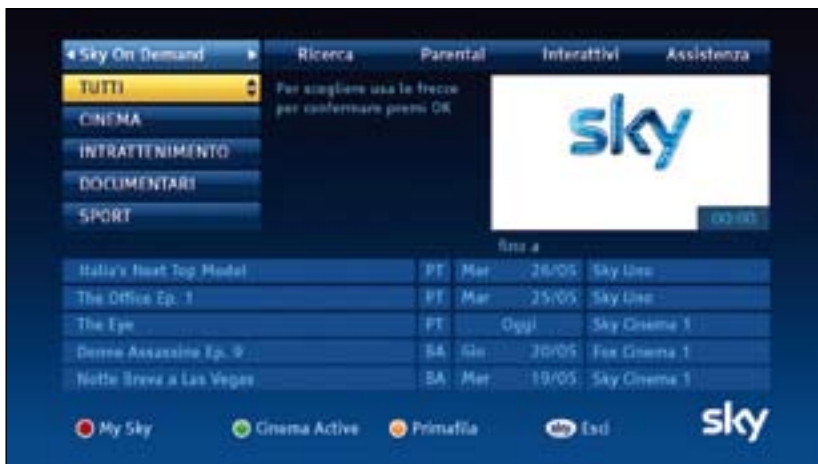 Sky On Demand Ricerca Parental Interattivi Assistenza
TUTTI
Per scegliere usa le frecce
per confermare premi OK
CINEMA
INTRATTENIMENTO
DOCUMENTARI
SPORT
sky
00:00
fino a
Italia's Next Top Model PT Mer 26/05 Sky Uno
The Office Ep. 1 PT Mar 25/05 Sky Uno
The Eye PT Oggi Sky Cinema 1
Donne Assassine Ep. 9 BA Gio 20/05 Fox Cinema 1
Notte Brava a Las Vegas BA Mer 19/05 Sky Cinema 1
My Sky Cinema Active Primafila sky Esci
sky